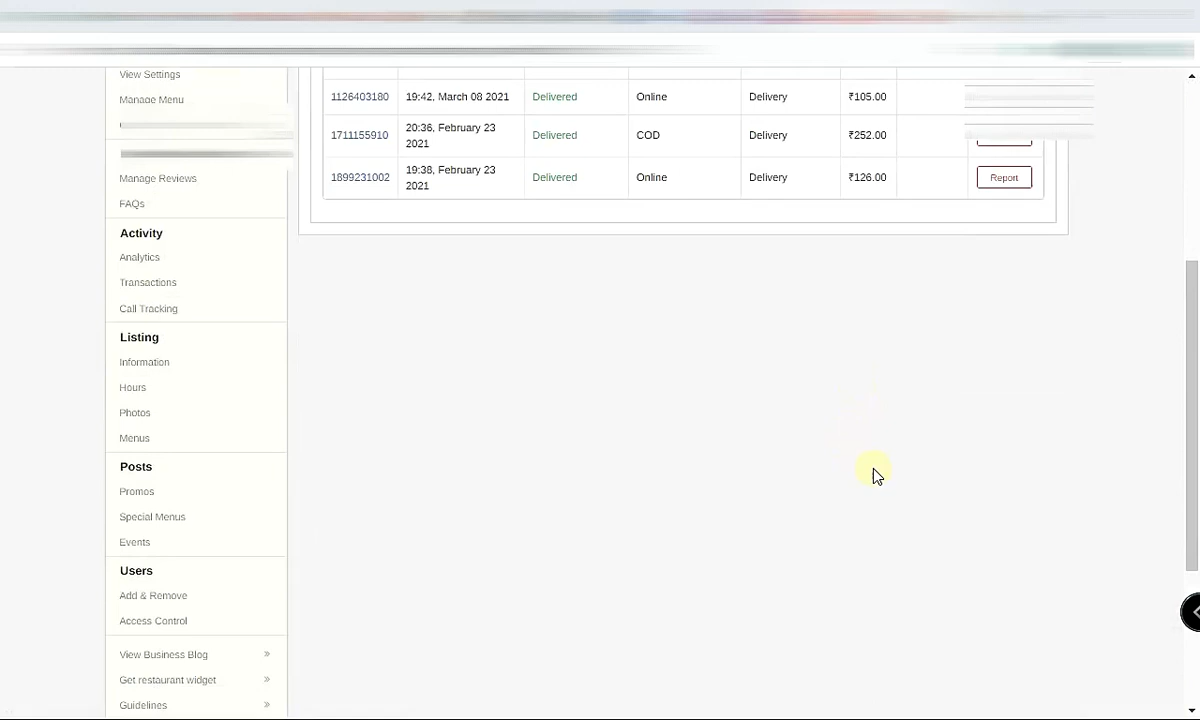 View Settings
Manage Menu
Manage Reviews
FAQs
Activity
Analytics
Transactions
Call Tracking
Listing
Information
Hours
Photos
Menus
Posts
Promos
Special Menus
Events
Users
Add & Remove
Access Control
View Business Blog »
Get restaurant widget »
Guidelines »
1126403180 19:42, March 08 2021 Delivered Online Delivery ₹105.00
1711155910 20:36, February 23 2021 Delivered COD Delivery ₹252.00
1899231002 19:38, February 23 2021 Delivered Online Delivery ₹126.00 Report